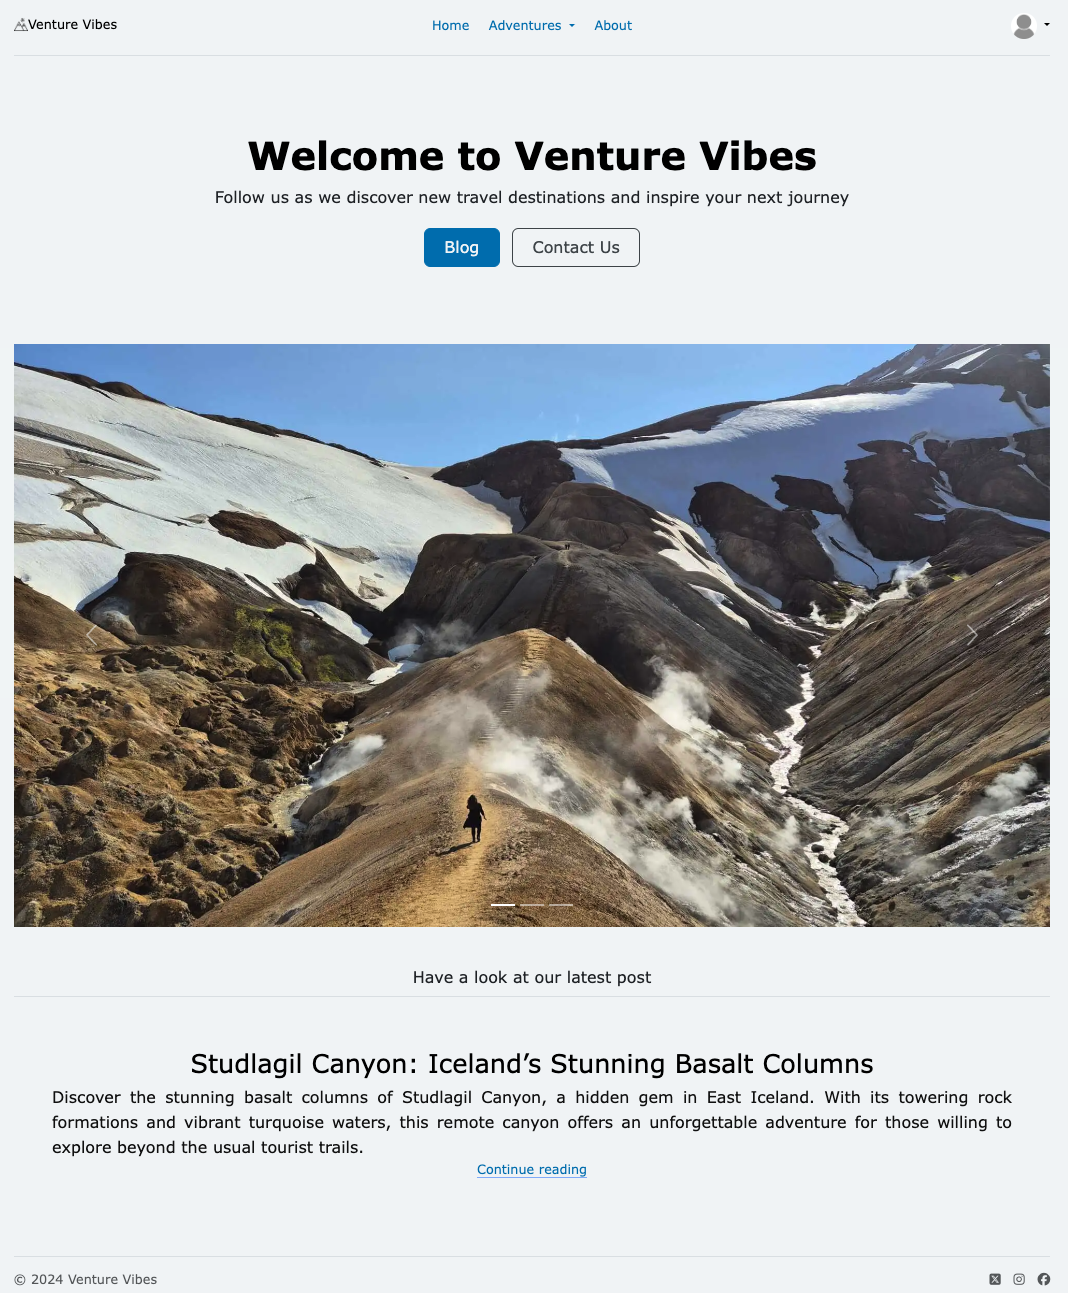 Venture Vibes
Home Adventures About
Welcome to Venture Vibes
Follow us as we discover new travel destinations and inspire your next journey
Blog Contact Us
Have a look at our latest post
Studlagil Canyon: Iceland’s Stunning Basalt Columns
Discover the stunning basalt columns of Studlagil Canyon, a hidden gem in East Iceland. With its towering rock
formations and vibrant turquoise waters, this remote canyon offers an unforgettable adventure for those willing to
explore beyond the usual tourist trails.
Continue reading
© 2024 Venture Vibes